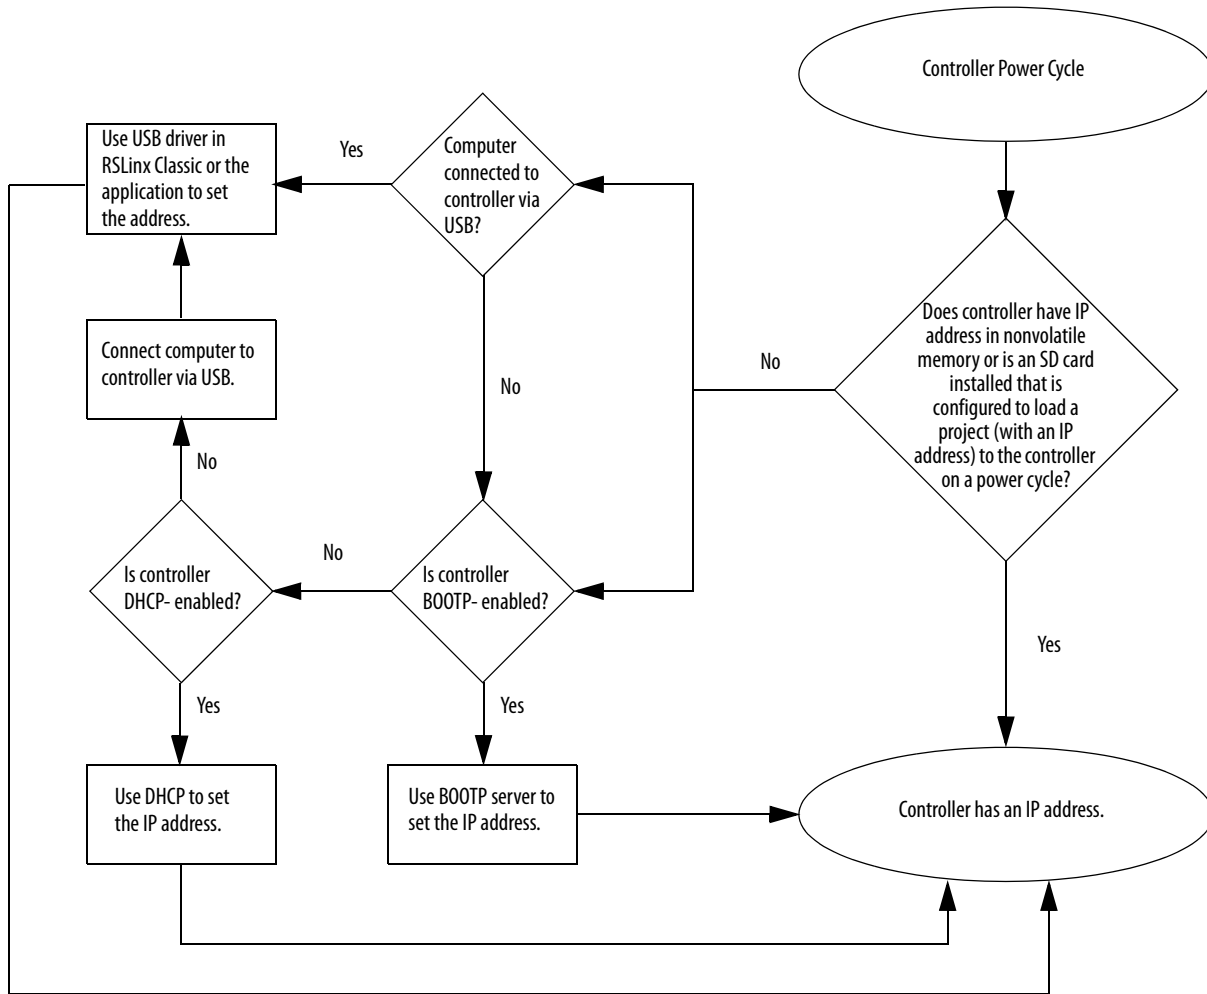 Controller Power Cycle
Use USB driver in
RSLinx Classic or the
application to set
the address.
Yes
Computer
connected to
controller via
USB?
Does controller have IP
address in nonvolatile
memory or is an SD card
installed that is
configured to load a
project (with an IP
address) to the controller
on a power cycle?
No
Connect computer to
controller via USB.
No
No
Is controller
DHCP- enabled?
No
Is controller
BOOTP- enabled?
Yes
Yes
Yes
Use DHCP to set
the IP address.
Use BOOTP server to
set the IP address.
Controller has an IP address.